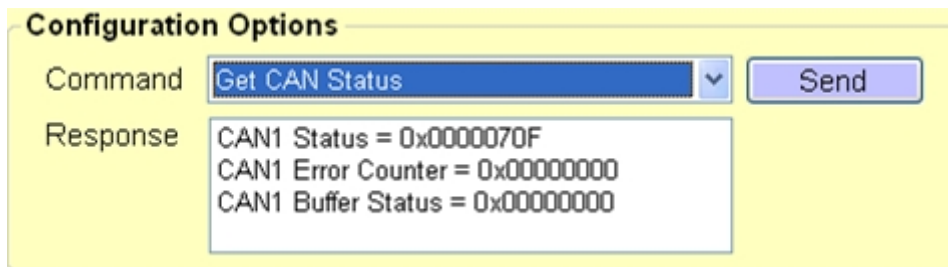 Configuration Options
Command Get CAN Status Send
Response CAN1 Status = 0x0000070F
CAN1 Error Counter = 0x00000000
CAN1 Buffer Status = 0x00000000